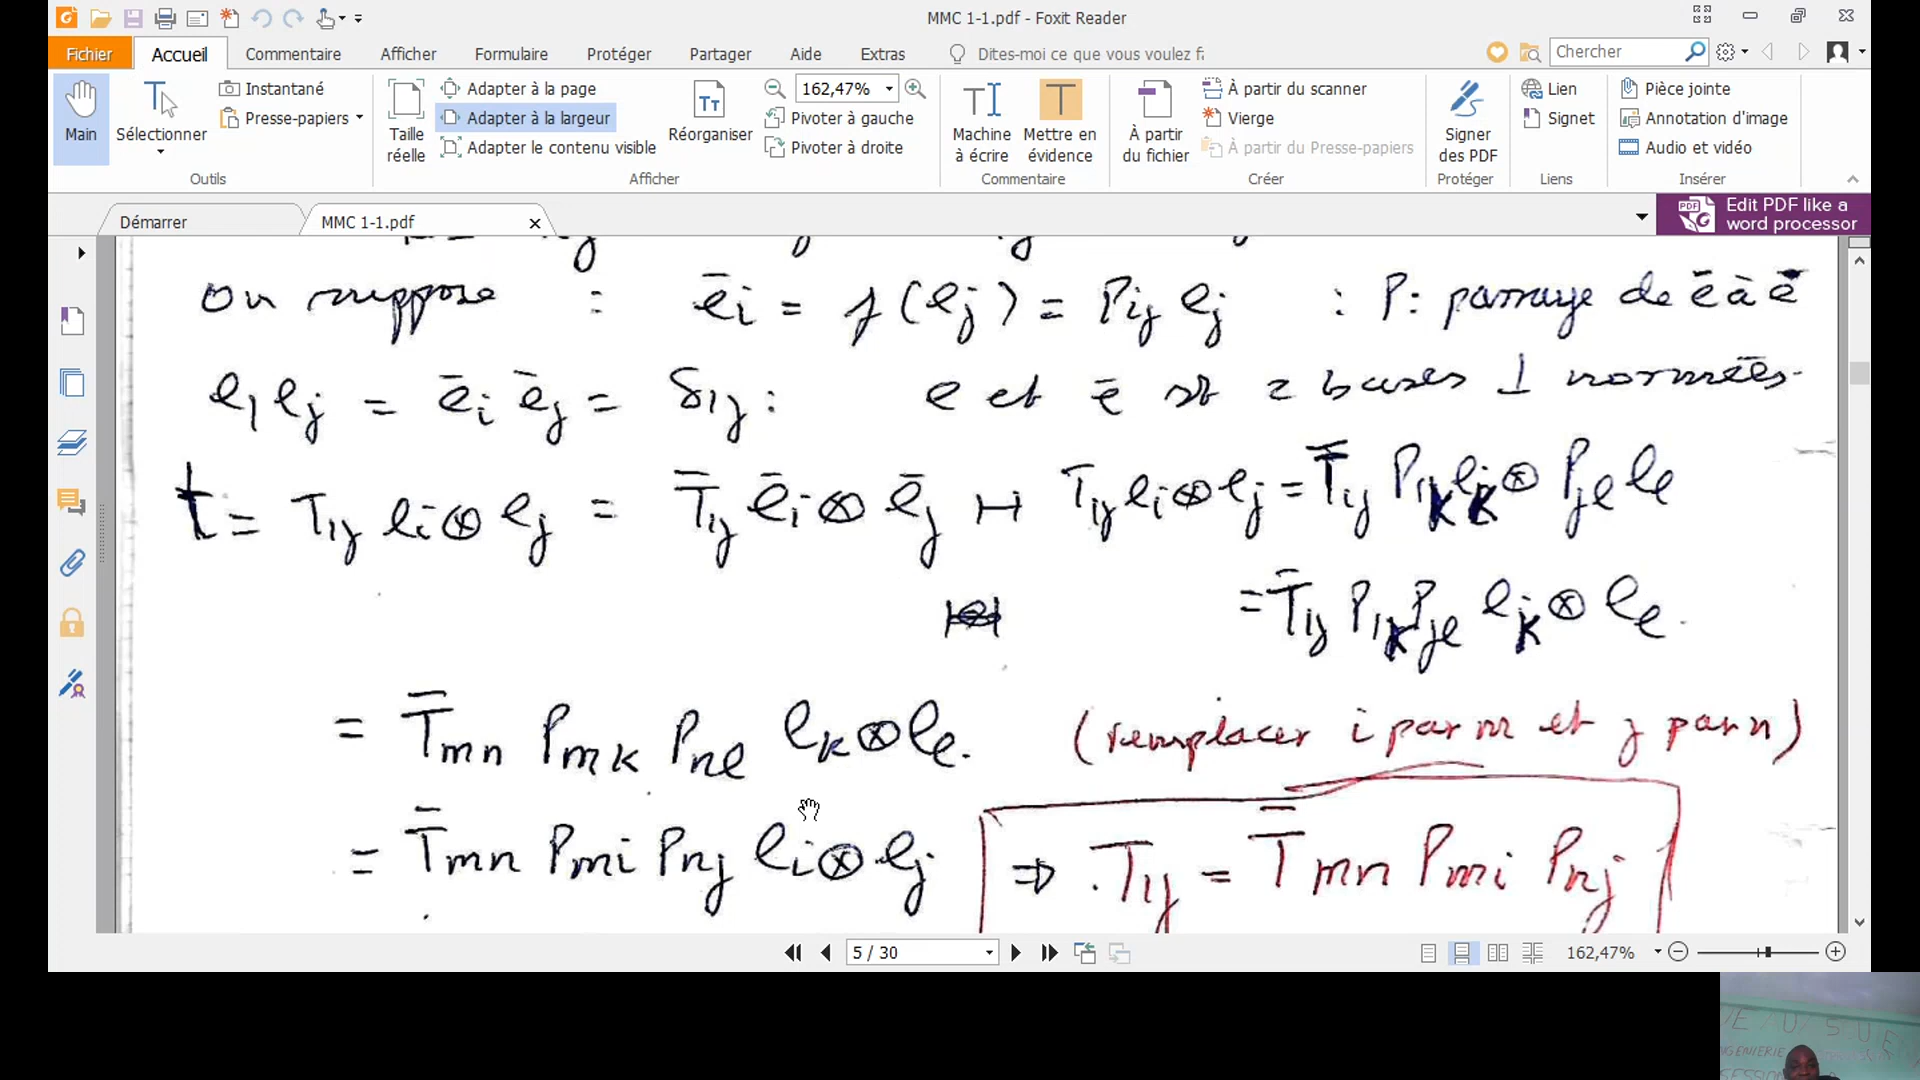 MMC 1-1.pdf - Foxit Reader
Fichier Accueil Commentaire Afficher Formulaire Protéger Partager Aide Extras Dites-moi ce que vous voulez fa Chercher
Main Sélectionner Instantané Presse-papiers
Outils
Taille réelle Adapter à la page Adapter à la largeur Adapter le contenu visible Réorganiser 162,47% Pivoter à gauche Pivoter à droite
Afficher
Machine à écrire Mettre en évidence
Commentaire
À partir du fichier À partir du scanner Vierge À partir du Presse-papiers
Créer
Signer des PDF
Protéger
Lien Signet
Liens
Pièce jointe Annotation d'image Audio et vidéo
Insérer
Démarrer MMC 1-1.pdf
Edit PDF like a
word processor
On suppose : ēi = f(ej) = Pij ej : P: passage de ē à e
ei ej = ēi ēj = δij : e et ē st 2 bases ⊥ normées.
t = Tij ei⊗ej = T̄ij ēi⊗ēj ↦ Tij ei⊗ej = T̄ij Pik ek⊗Pjl el
= T̄ij Pik Pjl ek⊗el.
= T̄mn Pmk Pnl ek⊗el. (remplacer i par m et j par n)
= T̄mn Pmi Pnj ei⊗ej ⇒ Tij = T̄mn Pmi Pnj
5 / 30 162,47%